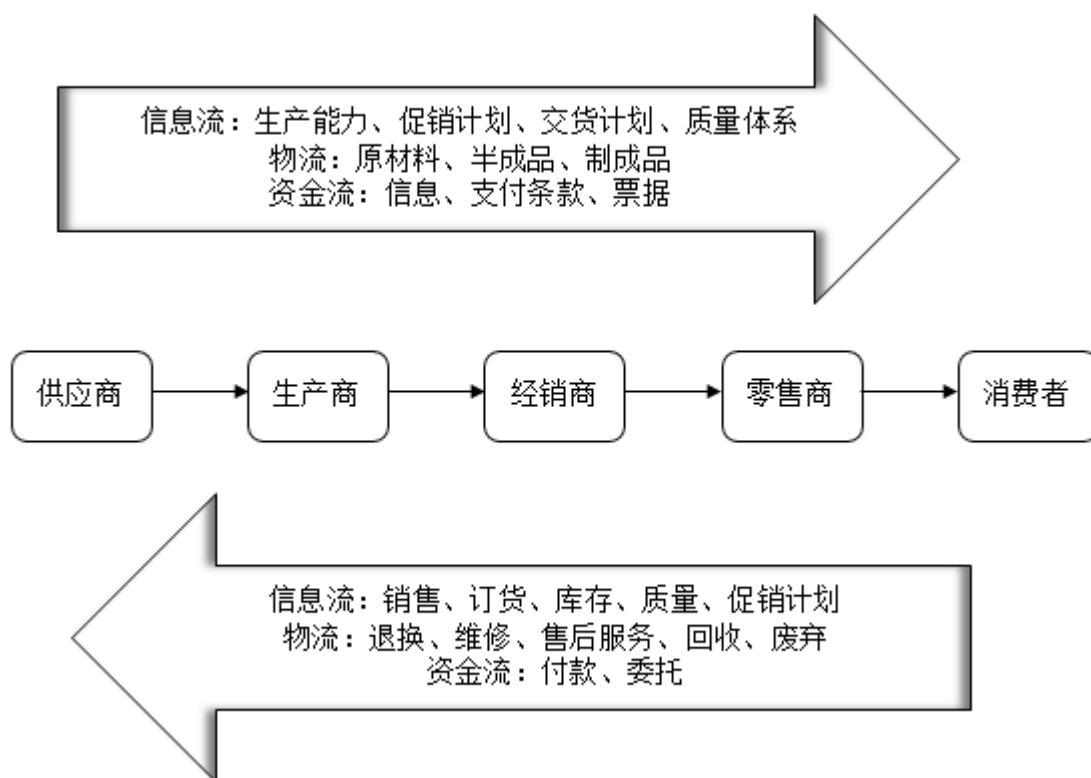 信息流：生产能力、促销计划、交货计划、质量体系
物流：原材料、半成品、制成品
资金流：信息、支付条款、票据
供应商 生产商 经销商 零售商 消费者
信息流：销售、订货、库存、质量、促销计划
物流：退换、维修、售后服务、回收、废弃
资金流：付款、委托